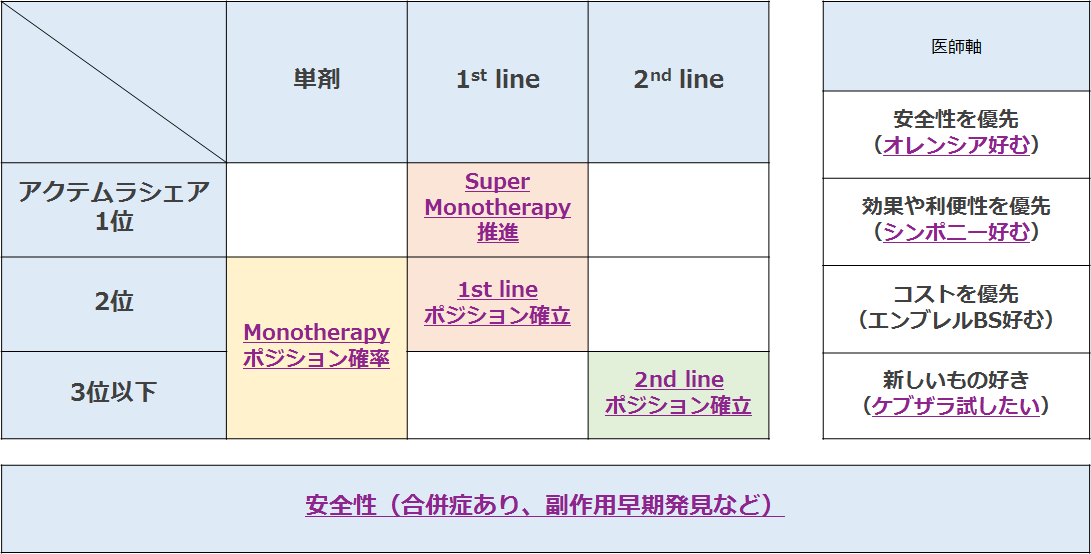 単剤
1st line
2nd line
アクテムラシェア
1位
Super
Monotherapy
推進
2位
Monotherapy
ポジション確率
1st line
ポジション確立
3位以下
2nd line
ポジション確立
医師軸
安全性を優先
（オレンシア好む）
効果や利便性を優先
（シンポニー好む）
コストを優先
（エンブレルBS好む）
新しいもの好き
（ケブザラ試したい）
安全性（合併症あり、副作用早期発見など）